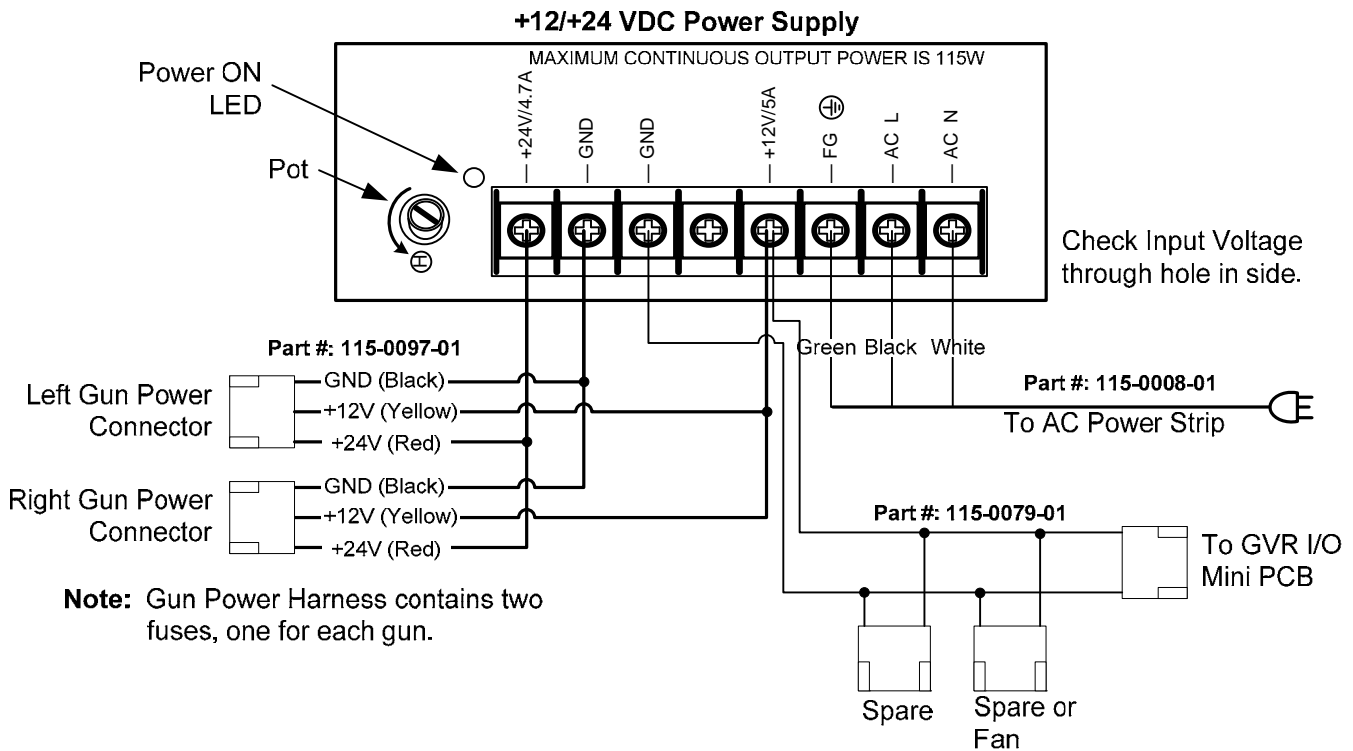 +12/+24 VDC Power Supply
MAXIMUM CONTINUOUS OUTPUT POWER IS 115W
Power ON
LED
Pot
+24V/4.7A
GND
GND
+12V/5A
FG
AC L
AC N
H
Check Input Voltage
through hole in side.
Green Black White
Part #: 115-0097-01
Left Gun Power
Connector
GND (Black)
+12V (Yellow)
+24V (Red)
Part #: 115-0008-01
To AC Power Strip
Right Gun Power
Connector
GND (Black)
+12V (Yellow)
+24V (Red)
Part #: 115-0079-01
To GVR I/O
Mini PCB
Note: Gun Power Harness contains two
fuses, one for each gun.
Spare
Spare or
Fan